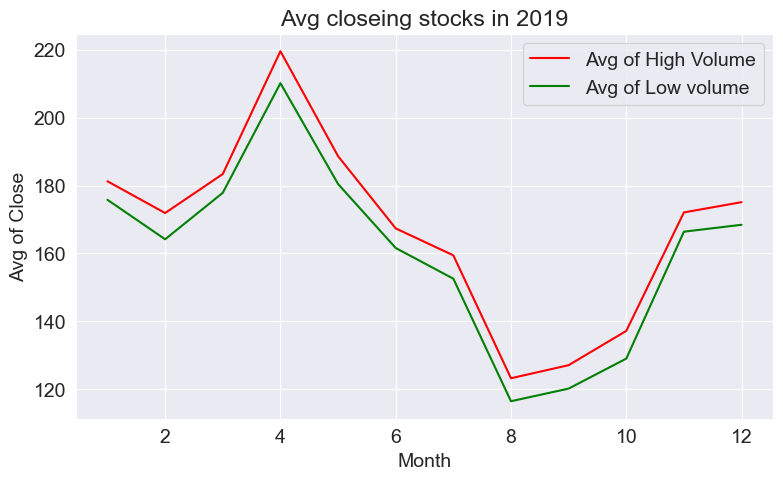 Avg closeing stocks in 2019
Avg of High Volume
Avg of Low volume
220
200
180
160
140
120
Avg of Close
2 4 6 8 10 12
Month